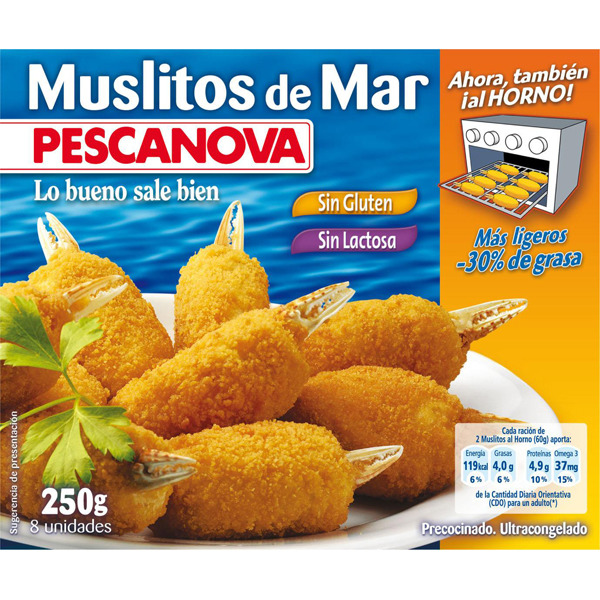 Muslitos de Mar
PESCANOVA
Lo bueno sale bien
Sin Gluten
Sin Lactosa
Ahora, también
¡al HORNO!
Más ligeros
-30% de grasa
Cada ración de
2 Muslitos al Horno (60g) aporta:
Energía Grasas Proteínas Omega 3
119kcal 4,0 g 4,9g 37mg
6 % 6 % 10 % 15%
de la Cantidad Diaria Orientativa
(CDO) para un adulto(*)
Sugerencia de presentación
250g
8 unidades
Precocinado. Ultracongelado